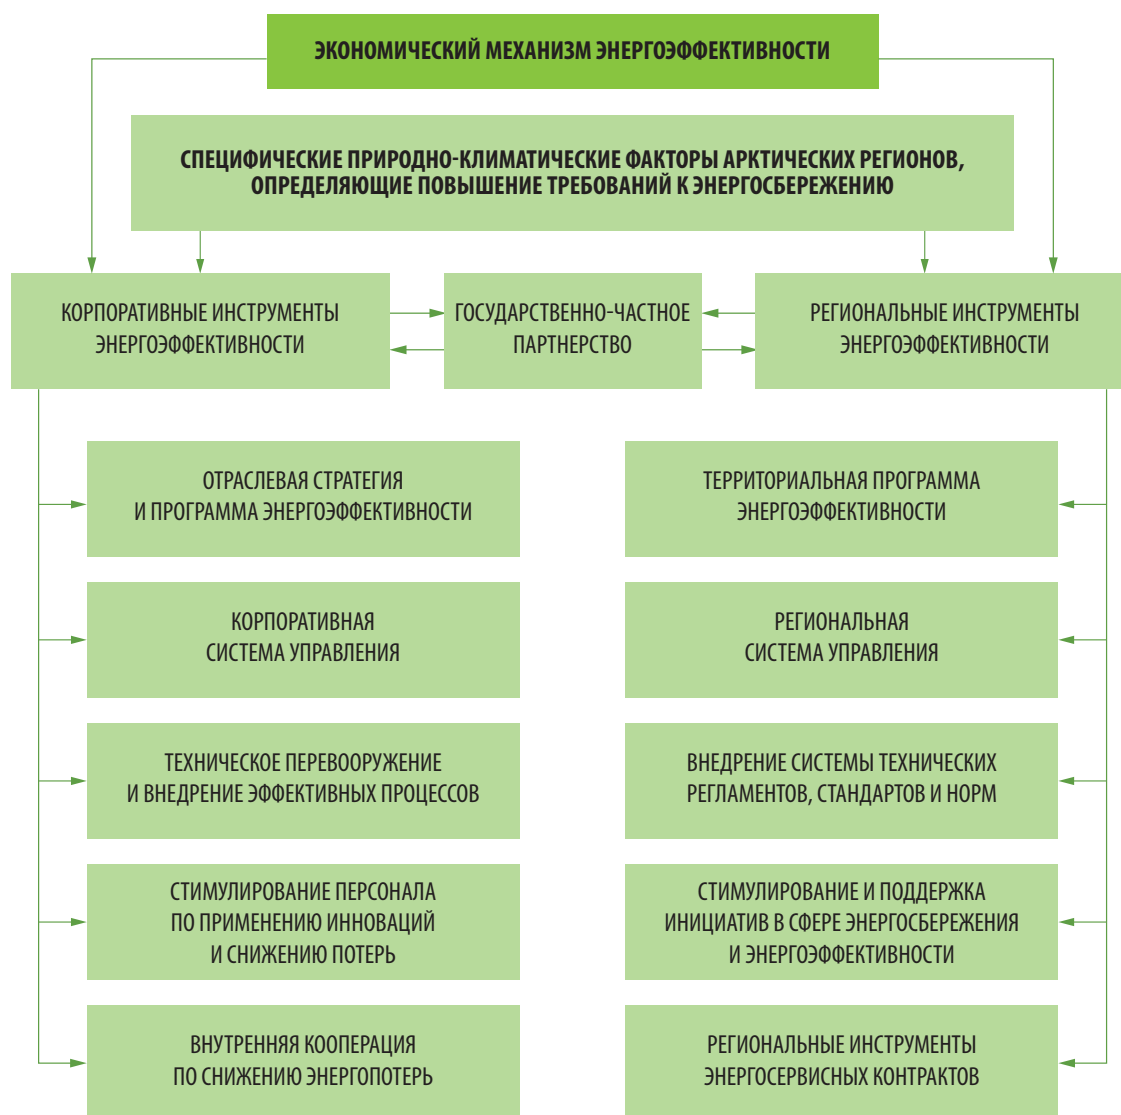 ЭКОНОМИЧЕСКИЙ МЕХАНИЗМ ЭНЕРГОЭФФЕКТИВНОСТИ
СПЕЦИФИЧЕСКИЕ ПРИРОДНО-КЛИМАТИЧЕСКИЕ ФАКТОРЫ АРКТИЧЕСКИХ РЕГИОНОВ,
ОПРЕДЕЛЯЮЩИЕ ПОВЫШЕНИЕ ТРЕБОВАНИЙ К ЭНЕРГОСБЕРЕЖЕНИЮ
КОРПОРАТИВНЫЕ ИНСТРУМЕНТЫ
ЭНЕРГОЭФФЕКТИВНОСТИ
ГОСУДАРСТВЕННО-ЧАСТНОЕ
ПАРТНЕРСТВО
РЕГИОНАЛЬНЫЕ ИНСТРУМЕНТЫ
ЭНЕРГОЭФФЕКТИВНОСТИ
ОТРАСЛЕВАЯ СТРАТЕГИЯ
И ПРОГРАММА ЭНЕРГОЭФФЕКТИВНОСТИ
ТЕРРИТОРИАЛЬНАЯ ПРОГРАММА
ЭНЕРГОЭФФЕКТИВНОСТИ
КОРПОРАТИВНАЯ
СИСТЕМА УПРАВЛЕНИЯ
РЕГИОНАЛЬНАЯ
СИСТЕМА УПРАВЛЕНИЯ
ТЕХНИЧЕСКОЕ ПЕРЕВООРУЖЕНИЕ
И ВНЕДРЕНИЕ ЭФФЕКТИВНЫХ ПРОЦЕССОВ
ВНЕДРЕНИЕ СИСТЕМЫ ТЕХНИЧЕСКИХ
РЕГЛАМЕНТОВ, СТАНДАРТОВ И НОРМ
СТИМУЛИРОВАНИЕ ПЕРСОНАЛА
ПО ПРИМЕНЕНИЮ ИННОВАЦИЙ
И СНИЖЕНИЮ ПОТЕРЬ
СТИМУЛИРОВАНИЕ И ПОДДЕРЖКА
ИНИЦИАТИВ В СФЕРЕ ЭНЕРГОСБЕРЕЖЕНИЯ
И ЭНЕРГОЭФФЕКТИВНОСТИ
ВНУТРЕННЯЯ КООПЕРАЦИЯ
ПО СНИЖЕНИЮ ЭНЕРГОПОТЕРЬ
РЕГИОНАЛЬНЫЕ ИНСТРУМЕНТЫ
ЭНЕРГОСЕРВИСНЫХ КОНТРАКТОВ